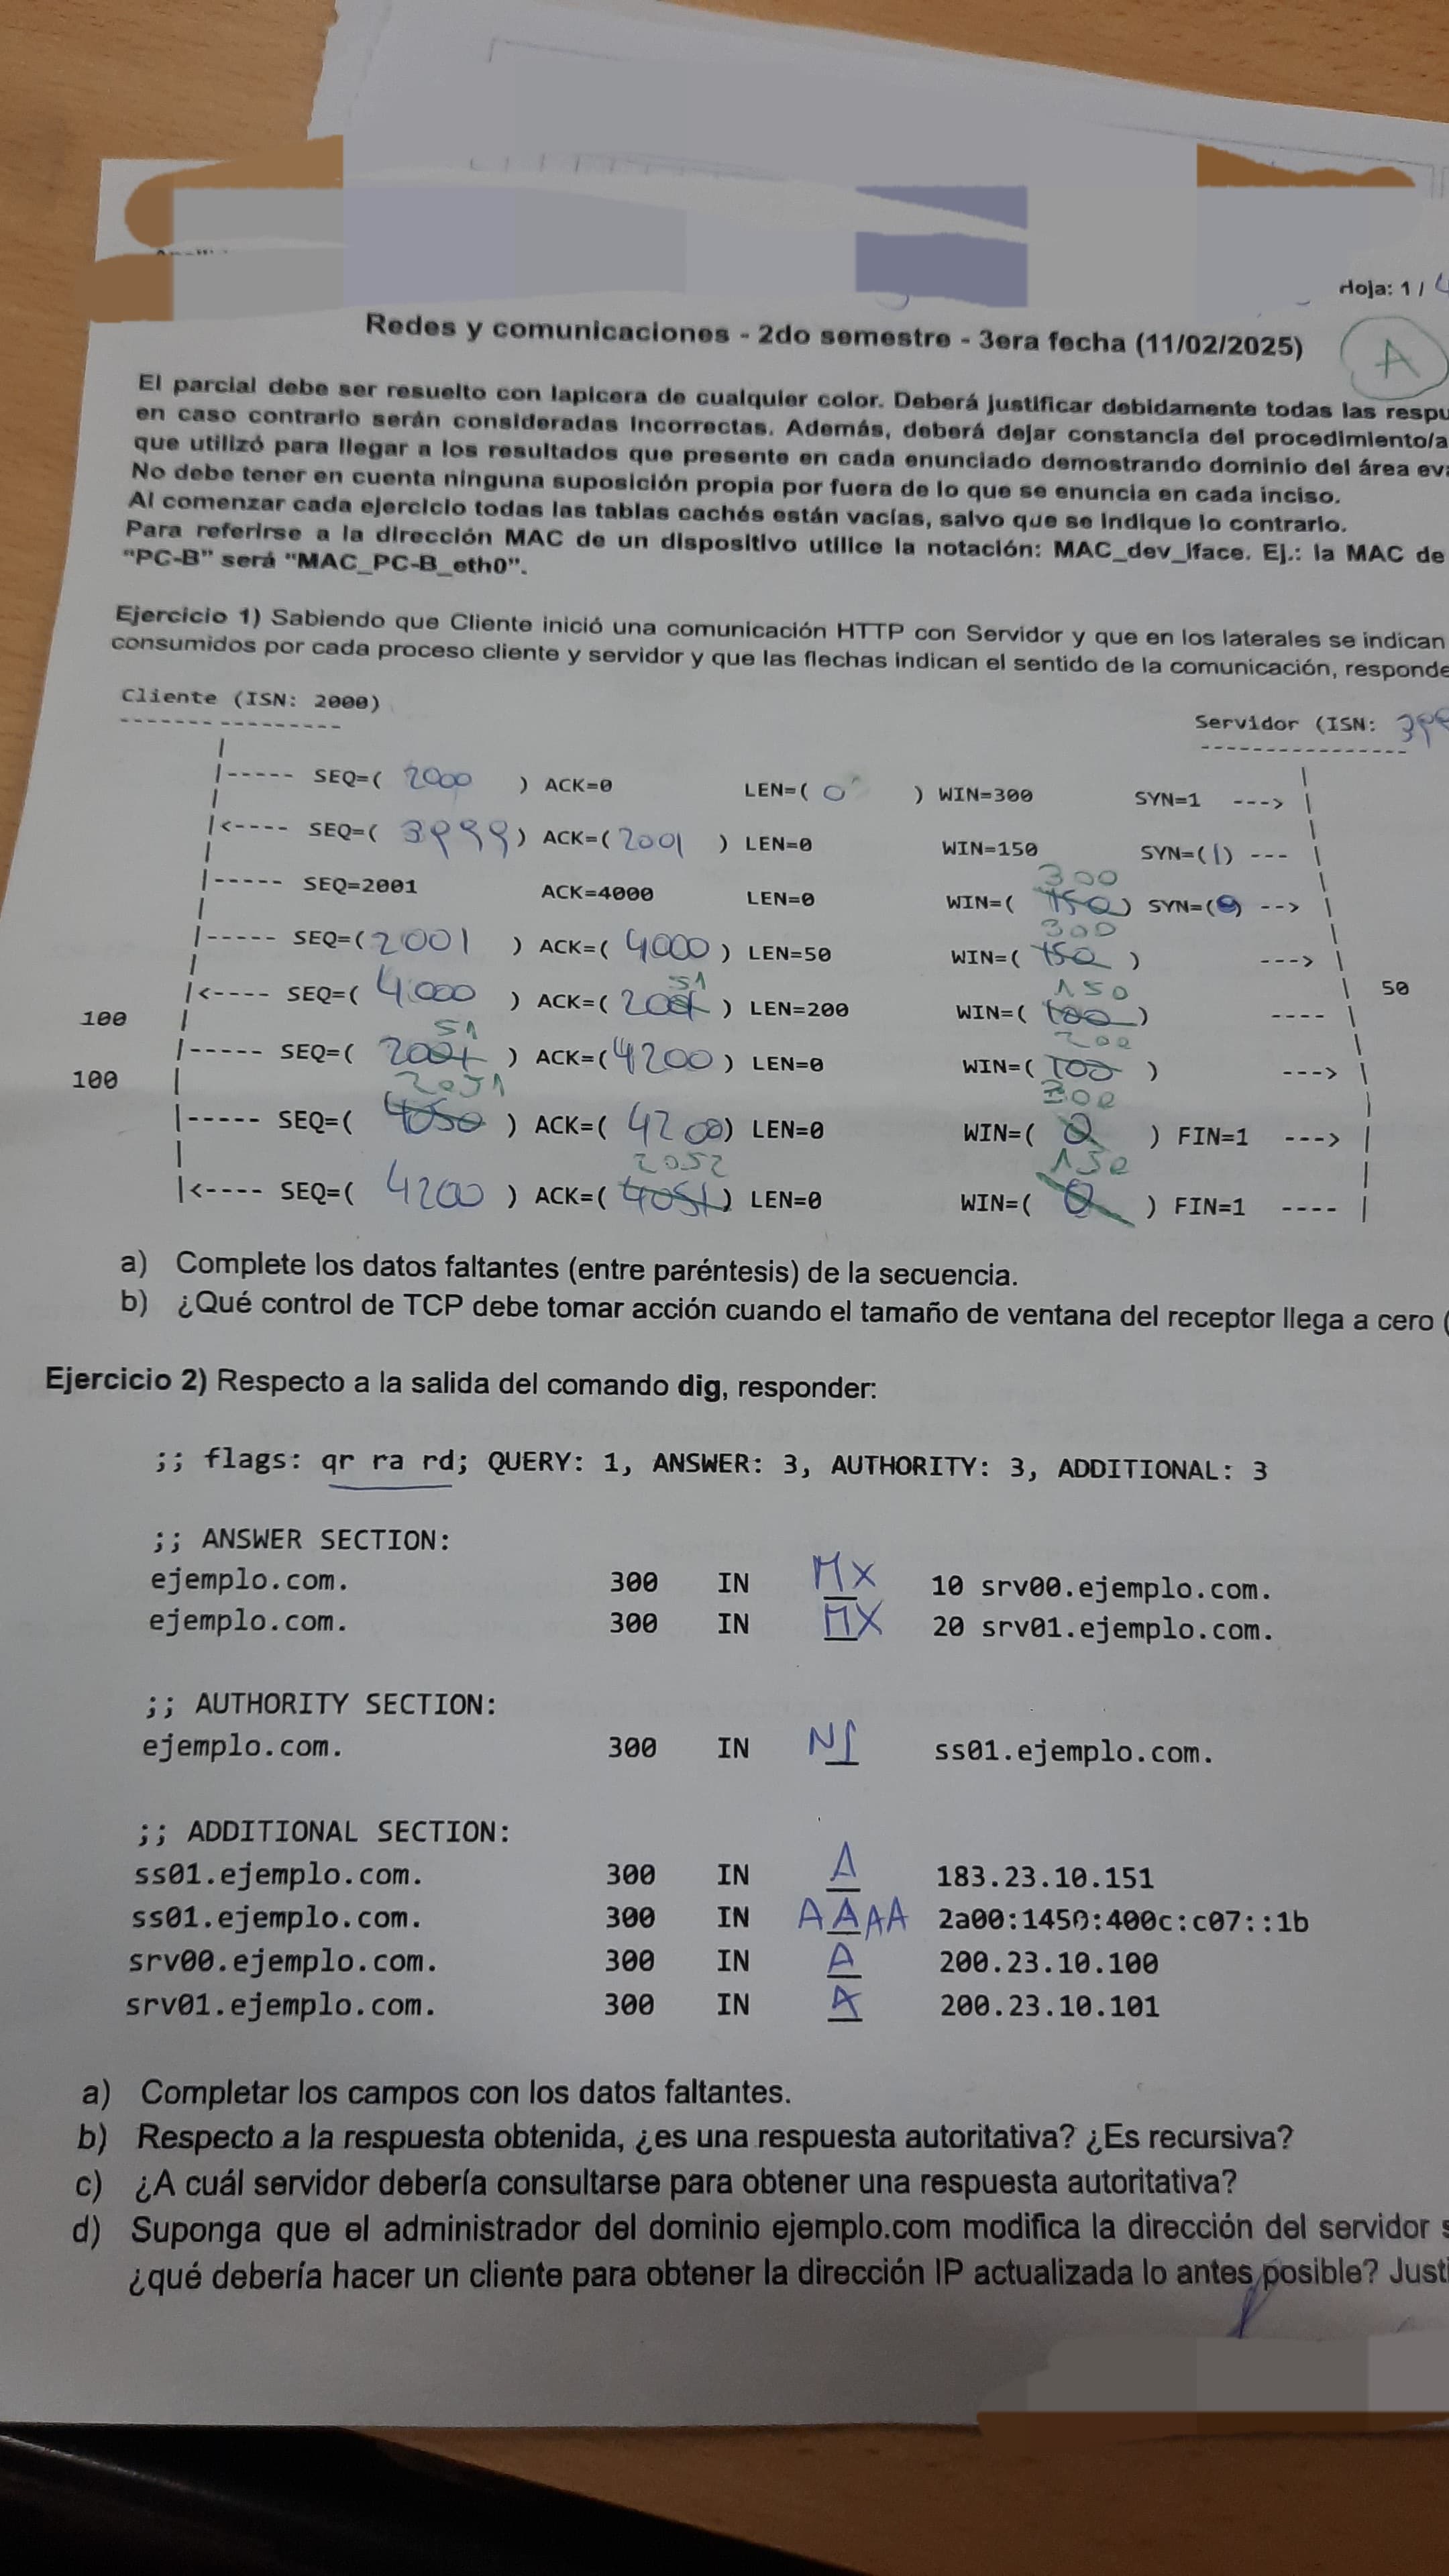 Hoja: 1 /
Redes y comunicaciones - 2do semestre - 3era fecha (11/02/2025)
A
El parcial debe ser resuelto con lapicera de cualquier color. Deberá justificar debidamente todas las
en caso contrario serán consideradas incorrectas. Además, deberá dejar constancia del
que utilizó para llegar a los resultados que presente en cada enunciado demostrando dominio del área
No debe tener en cuenta ninguna suposición propia por fuera de lo que se enuncia en cada inciso.
Al comenzar cada ejercicio todas las tablas cachés están vacías, salvo que se indique lo contrario.
Para referirse a la dirección MAC de un dispositivo utilice la notación: MAC_dev_iface. Ej.: la MAC de
"PC-B" será "MAC_PC-B_eth0".
Ejercicio 1) Sabiendo que Cliente inició una comunicación HTTP con Servidor y que en los laterales se indican
consumidos por cada proceso cliente y servidor y que las flechas indican el sentido de la comunicación,
Cliente (ISN: 2000)
Servidor (ISN:
|----- SEQ=( 2000 ) ACK=0 LEN=( 0 ) WIN=300 SYN=1 --->
|<---- SEQ=( 3999 ) ACK=( 2001 ) LEN=0 WIN=150 SYN=(1) ---
300
|----- SEQ=2001 ACK=4000 LEN=0 WIN=( 150 ) SYN=(0) -->
300
|----- SEQ=( 2001 ) ACK=( 4000 ) LEN=50 WIN=( 150 ) --->
51 150 50
|<---- SEQ=( 4000 ) ACK=( 2001 ) LEN=200 WIN=( 100 ) ----
100
51 200
|----- SEQ=( 2001 ) ACK=( 4200 ) LEN=0 WIN=( 100 ) --->
100
2051 300
|----- SEQ=( 4050 ) ACK=( 4200 ) LEN=0 WIN=( 0 ) FIN=1 --->
2052 150
|<---- SEQ=( 4200 ) ACK=( 4051 ) LEN=0 WIN=( 0 ) FIN=1 ----
a) Complete los datos faltantes (entre paréntesis) de la secuencia.
b) ¿Qué control de TCP debe tomar acción cuando el tamaño de ventana del receptor llega a cero (
Ejercicio 2) Respecto a la salida del comando dig, responder:
;; flags: qr ra rd; QUERY: 1, ANSWER: 3, AUTHORITY: 3, ADDITIONAL: 3
;; ANSWER SECTION:
ejemplo.com. 300 IN MX 10 srv00.ejemplo.com.
ejemplo.com. 300 IN MX 20 srv01.ejemplo.com.
;; AUTHORITY SECTION:
ejemplo.com. 300 IN NS ss01.ejemplo.com.
;; ADDITIONAL SECTION:
ss01.ejemplo.com. 300 IN A 183.23.10.151
ss01.ejemplo.com. 300 IN AAAA 2a00:1450:400c:c07::1b
srv00.ejemplo.com. 300 IN A 200.23.10.100
srv01.ejemplo.com. 300 IN A 200.23.10.101
a) Completar los campos con los datos faltantes.
b) Respecto a la respuesta obtenida, ¿es una respuesta autoritativa? ¿Es recursiva?
c) ¿A cuál servidor debería consultarse para obtener una respuesta autoritativa?
d) Suponga que el administrador del dominio ejemplo.com modifica la dirección del servidor
¿qué debería hacer un cliente para obtener la dirección IP actualizada lo antes posible?